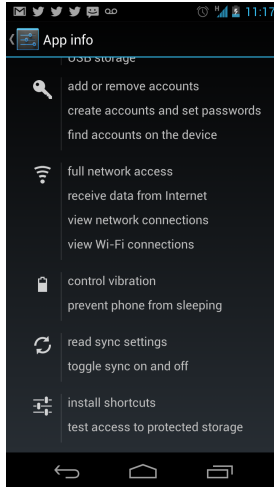 H
11:17
App info
USB storage
add or remove accounts
create accounts and set passwords
find accounts on the device
full network access
receive data from Internet
view network connections
view Wi-Fi connections
control vibration
prevent phone from sleeping
read sync settings
toggle sync on and off
install shortcuts
test access to protected storage